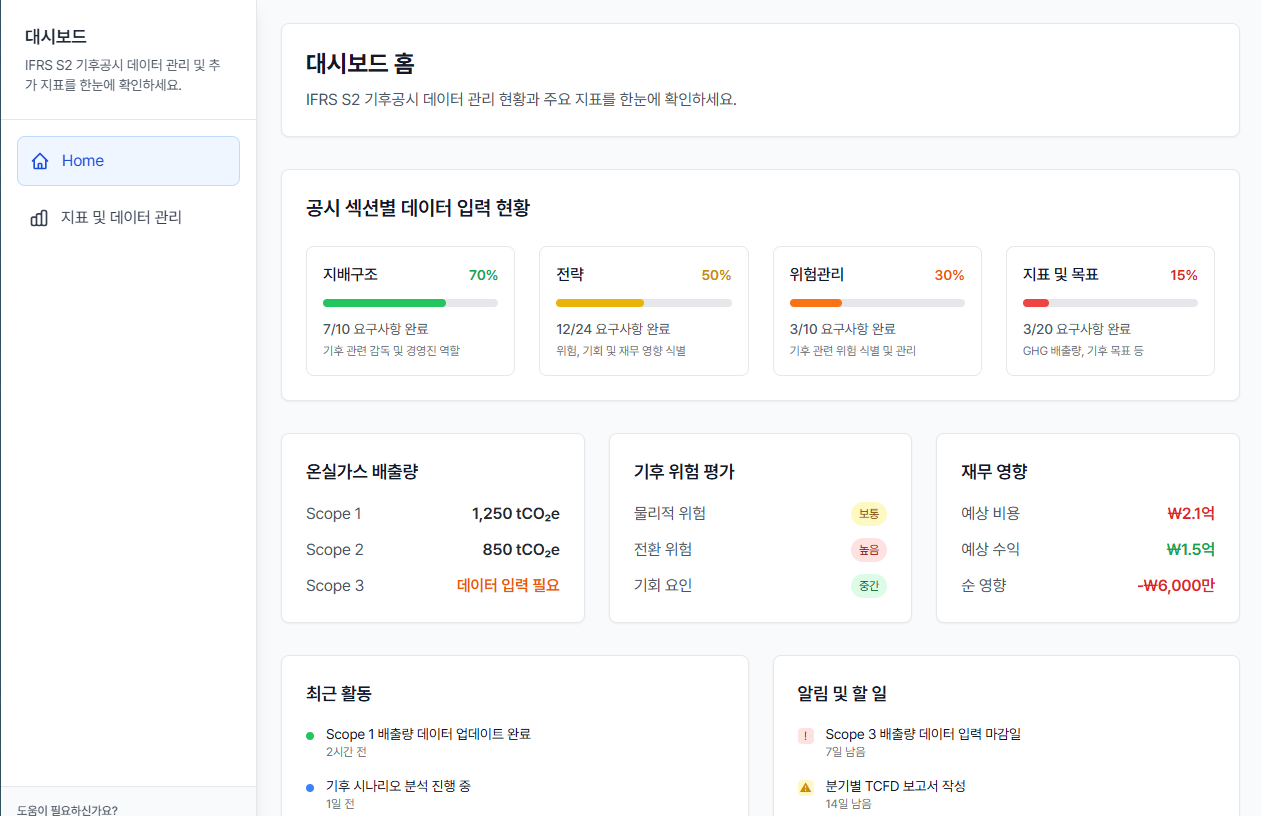 대시보드
IFRS S2 기후공시 데이터 관리 및 추
가 지표를 한눈에 확인하세요.
Home
지표 및 데이터 관리
도움이 필요하신가요?
대시보드 홈
IFRS S2 기후공시 데이터 관리 현황과 주요 지표를 한눈에 확인하세요.
공시 섹션별 데이터 입력 현황
지배구조 70%
7/10 요구사항 완료
기후 관련 감독 및 경영진 역할
전략 50%
12/24 요구사항 완료
위험, 기회 및 재무 영향 식별
위험관리 30%
3/10 요구사항 완료
기후 관련 위험 식별 및 관리
지표 및 목표 15%
3/20 요구사항 완료
GHG 배출량, 기후 목표 등
온실가스 배출량
Scope 1 1,250 tCO₂e
Scope 2 850 tCO₂e
Scope 3 데이터 입력 필요
기후 위험 평가
물리적 위험 보통
전환 위험 높음
기회 요인 중간
재무 영향
예상 비용 ₩2.1억
예상 수익 ₩1.5억
순 영향 -₩6,000만
최근 활동
Scope 1 배출량 데이터 업데이트 완료
2시간 전
기후 시나리오 분석 진행 중
1일 전
알림 및 할 일
! Scope 3 배출량 데이터 입력 마감일
7일 남음
분기별 TCFD 보고서 작성
14일 남음